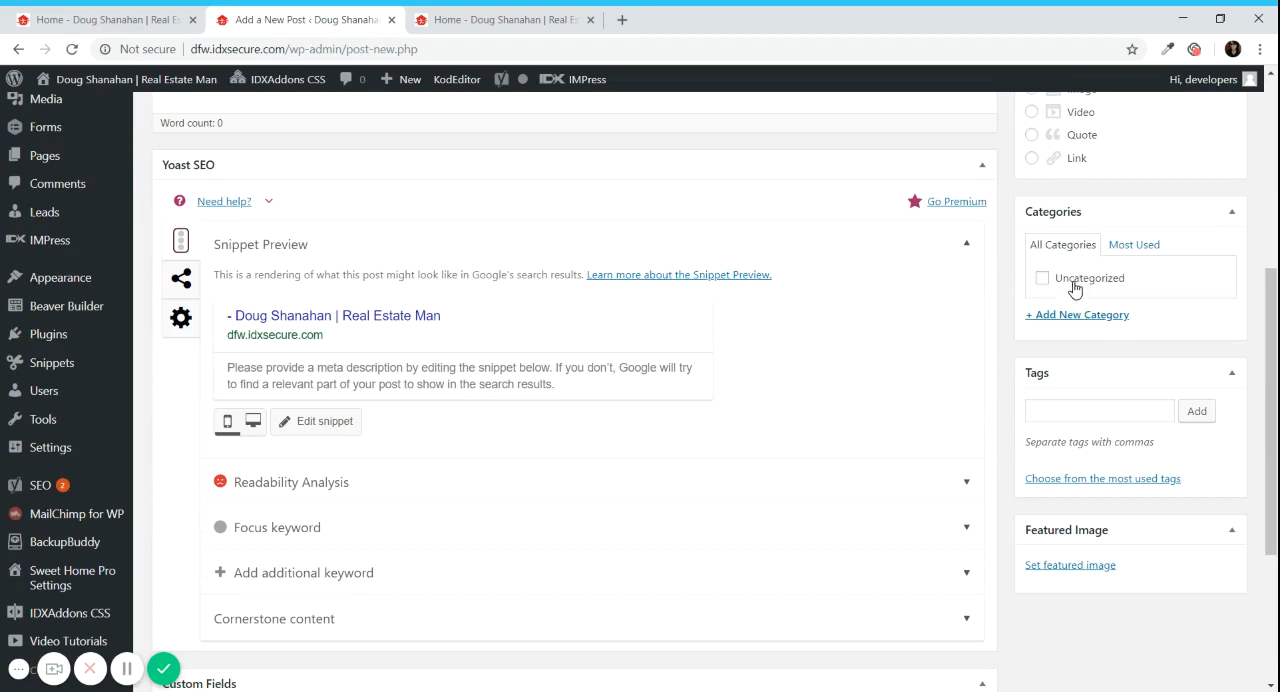 Home - Doug Shanahan | Real Es
Add a New Post ‹ Doug Shanaha
Home - Doug Shanahan | Real Es
Not secure | dfw.idxsecure.com/wp-admin/post-new.php
Doug Shanahan | Real Estate Man
IDXAddons CSS
0
New
KodEditor
IMPress
Hi, developers
Media
Forms
Pages
Comments
Leads
IMPress
Appearance
Beaver Builder
Plugins
Snippets
Users
Tools
Settings
SEO 2
MailChimp for WP
BackupBuddy
Sweet Home Pro
Settings
IDXAddons CSS
Video Tutorials
Word count: 0
Yoast SEO
Need help?
Go Premium
Snippet Preview
This is a rendering of what this post might look like in Google's search results. Learn more about the Snippet Preview.
- Doug Shanahan | Real Estate Man
dfw.idxsecure.com
Please provide a meta description by editing the snippet below. If you don't, Google will try
to find a relevant part of your post to show in the search results.
Edit snippet
Readability Analysis
Focus keyword
Add additional keyword
Cornerstone content
Custom Fields
Video
Quote
Link
Categories
All Categories
Most Used
Uncategorized
+ Add New Category
Tags
Add
Separate tags with commas
Choose from the most used tags
Featured Image
Set featured image